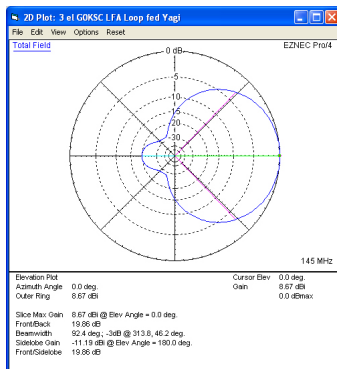 2D Plot: 3 el G0KSC LFA Loop fed Yagi
File Edit View Options Reset
Total Field
0 dB
EZNEC Pro/4
-5
-10
-15
-20
-30
145 MHz
Elevation Plot
Cursor Elev 0.0 deg.
Azimuth Angle 0.0 deg.
Gain 8.67 dBi
Outer Ring 8.67 dBi
0.0 dBmax
Slice Max Gain 8.67 dBi @ Elev Angle = 0.0 deg.
Front/Back 19.86 dB
Beamwidth 92.4 deg.; -3dB @ 313.8, 46.2 deg.
Sidelobe Gain -11.19 dBi @ Elev Angle = 180.0 deg.
Front/Sidelobe 19.86 dB